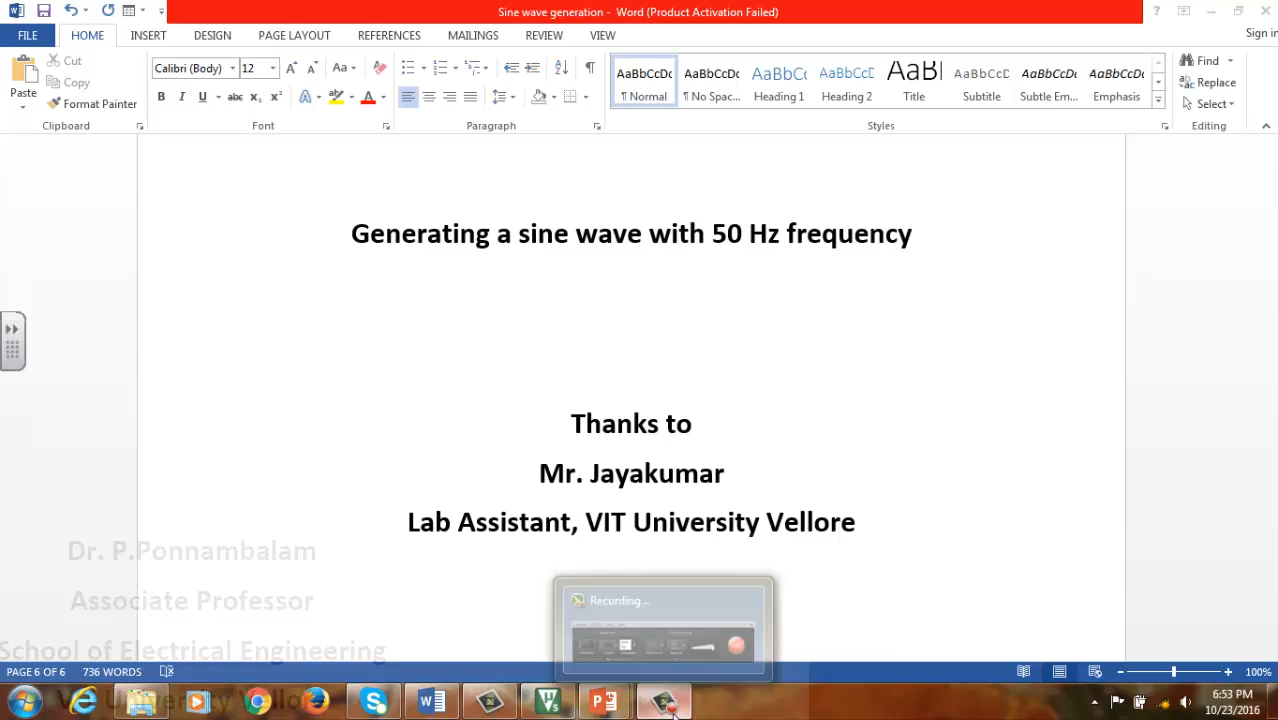 Sine wave generation - Word (Product Activation Failed)
FILE HOME INSERT DESIGN PAGE LAYOUT REFERENCES MAILINGS REVIEW VIEW Sign in
Paste Cut Copy Format Painter
Calibri (Body) 12
AaBbCcDc AaBbCcDc AaBbCc AaBbCcD AaBl AaBbCcD AaBbCcDc AaBbCcDc
¶ Normal ¶ No Spac... Heading 1 Heading 2 Title Subtitle Subtle Em... Emphasis
Find Replace Select
Clipboard Font Paragraph Styles Editing
Generating a sine wave with 50 Hz frequency
Thanks to
Mr. Jayakumar
Lab Assistant, VIT University Vellore
Dr. P.Ponnambalam
Associate Professor
School of Electrical Engineering
VIT University Vellore
Recording...
PAGE 6 OF 6 736 WORDS 100%
6:53 PM
10/23/2016